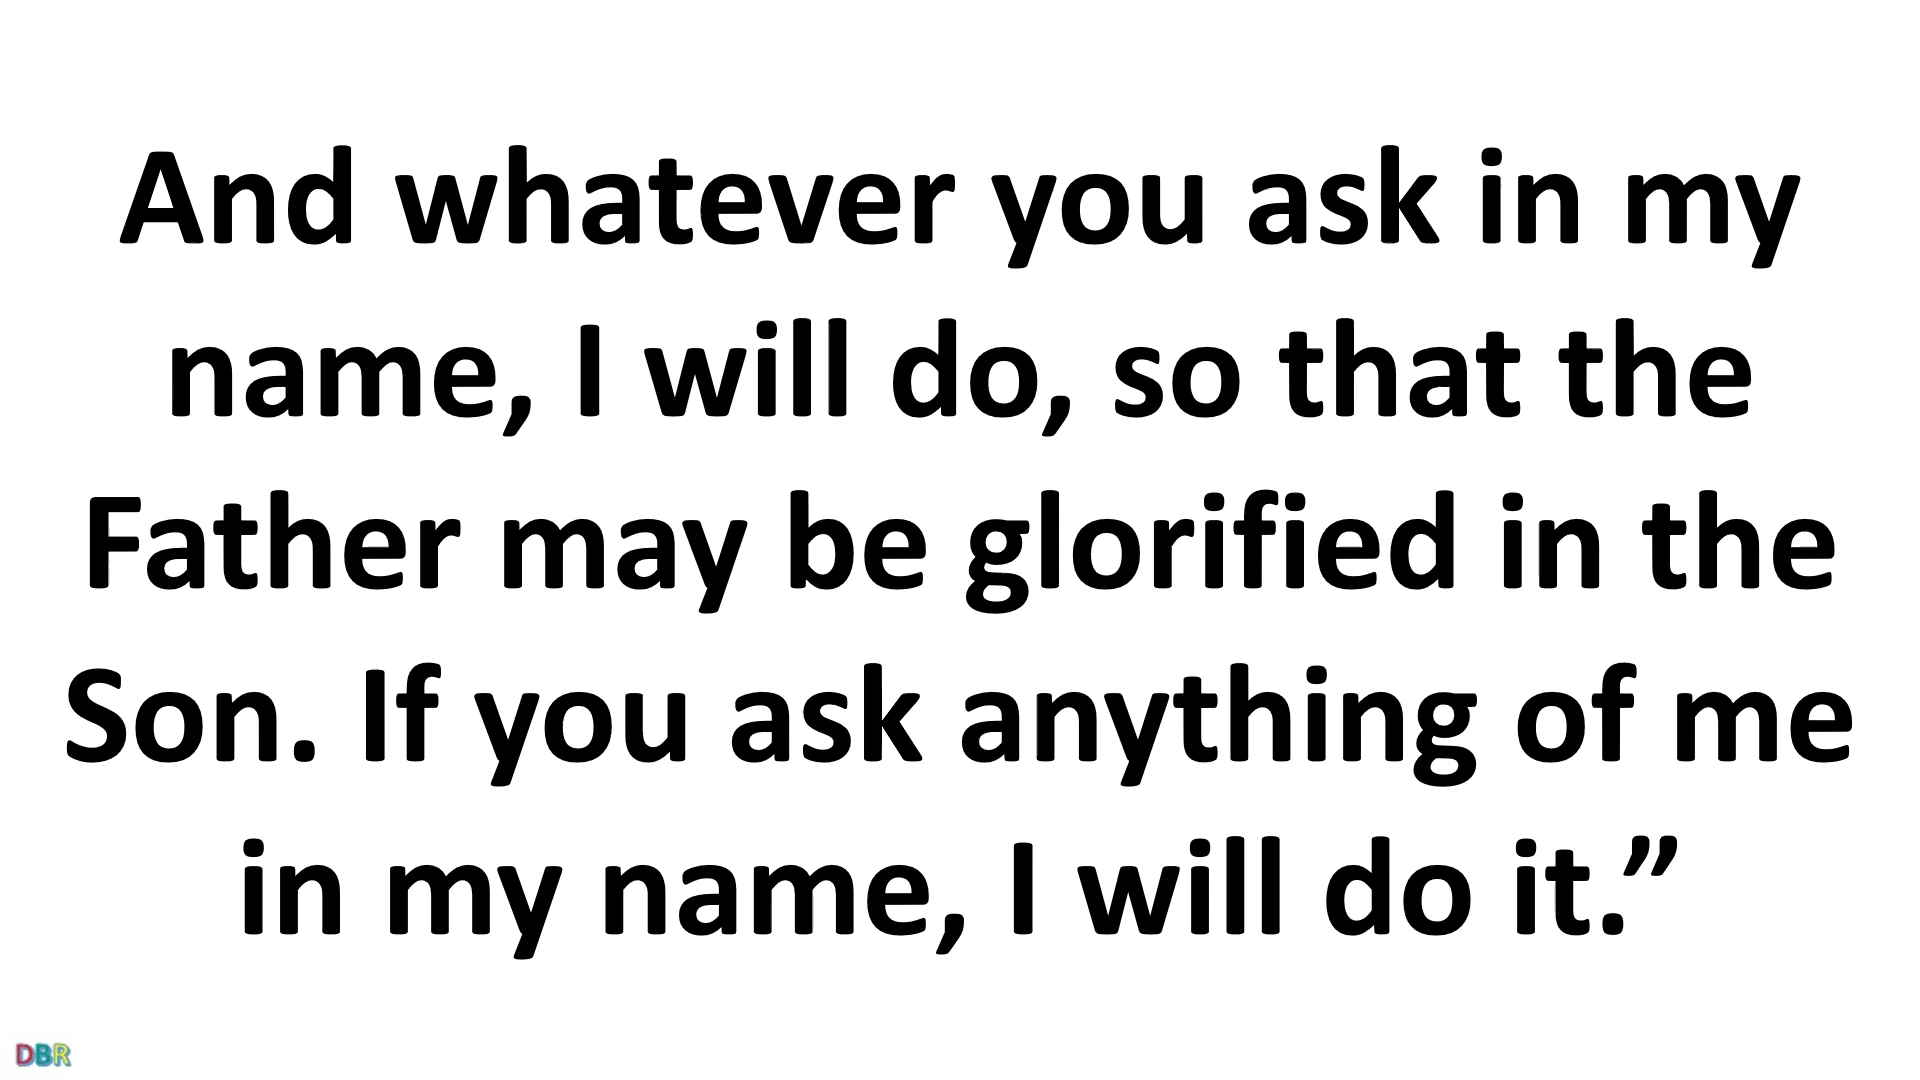 And whatever you ask in my
name, I will do, so that the
Father may be glorified in the
Son. If you ask anything of me
in my name, I will do it.”
DBR